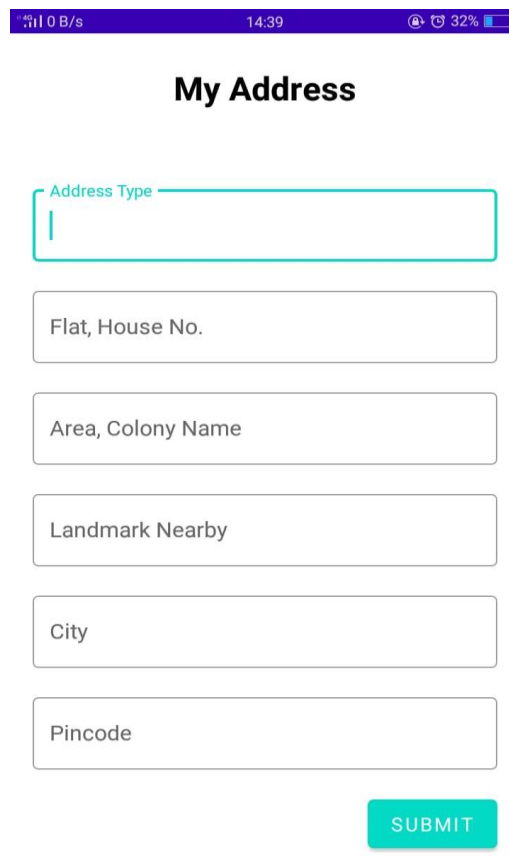 4G 0 B/s 14:39 32%
My Address
Address Type
Flat, House No.
Area, Colony Name
Landmark Nearby
City
Pincode
SUBMIT